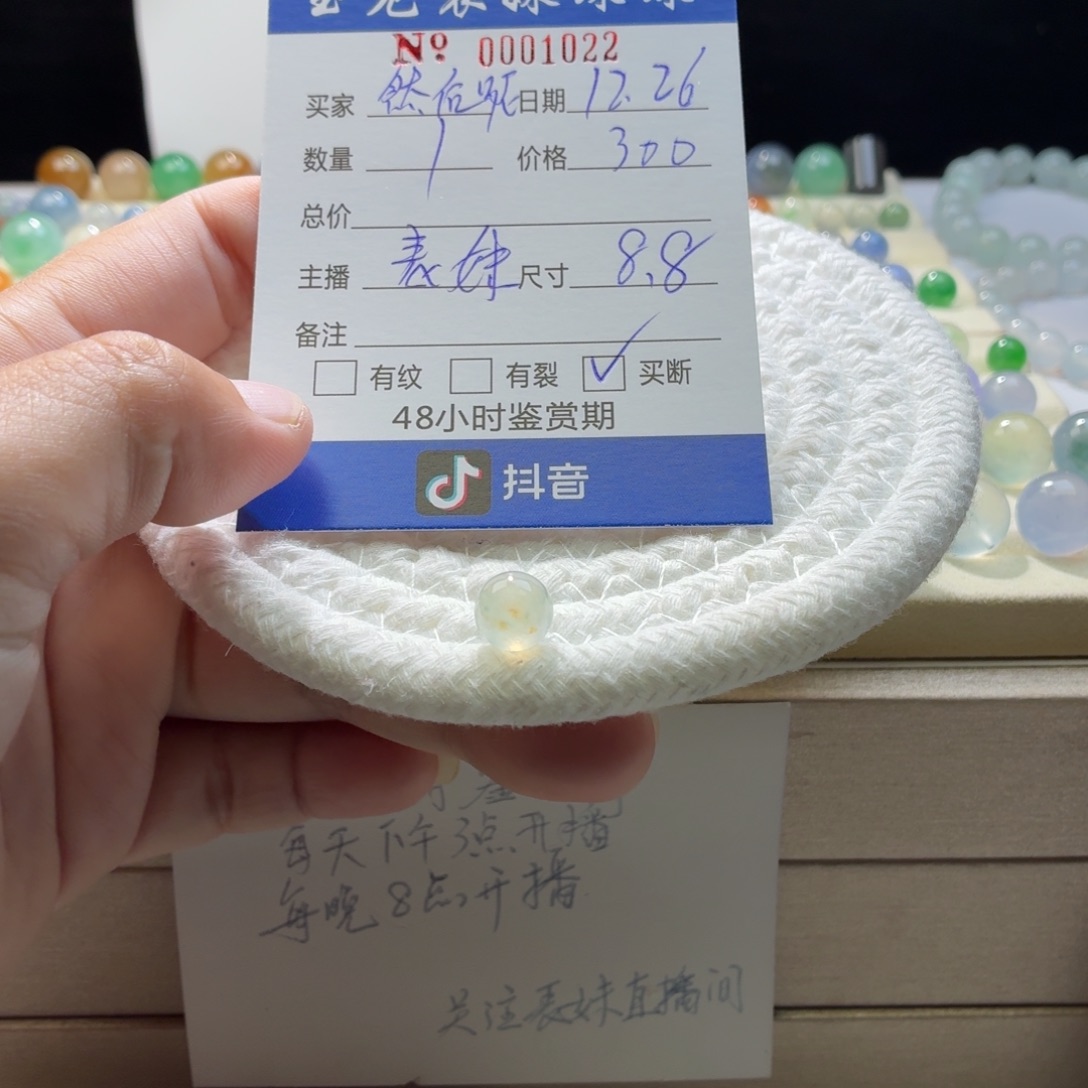 № 0001022
买家 然后呢 日期 12.26
数量 1 价格 300
总价
主播 表妹 尺寸 8.8
备注
有纹 有裂 买断
48小时鉴赏期
抖音
每天下午3点开播
每晚8点开播
关注表妹直播间